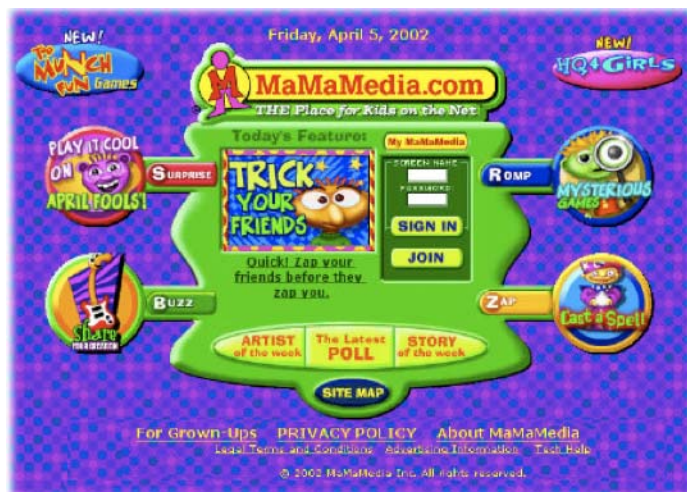 Friday, April 5, 2002
NEW!
The
MUNCH
FUN Games
NEW!
HQ4GIRLS
MaMaMedia.com
THE Place for Kids on the Net
PLAY IT COOL
ON
APRIL FOOLS!
SURPRISE
Today's Feature:
TRICK
YOUR
FRIENDS
Quick! Zap your
friends before they
zap you.
My MaMaMedia
SCREEN NAME
PASSWORD
SIGN IN
JOIN
ROMP
MYSTERIOUS
GAMES
Share
YOUR CREATION
BUZZ
ZAP
Cast a Spell
ARTIST
of the week
The Latest
POLL
STORY
of the week
SITE MAP
For Grown-Ups PRIVACY POLICY About MaMaMedia
Legal Terms and Conditions Advertising Information Tech Help
© 2002 MaMaMedia Inc. All rights reserved.